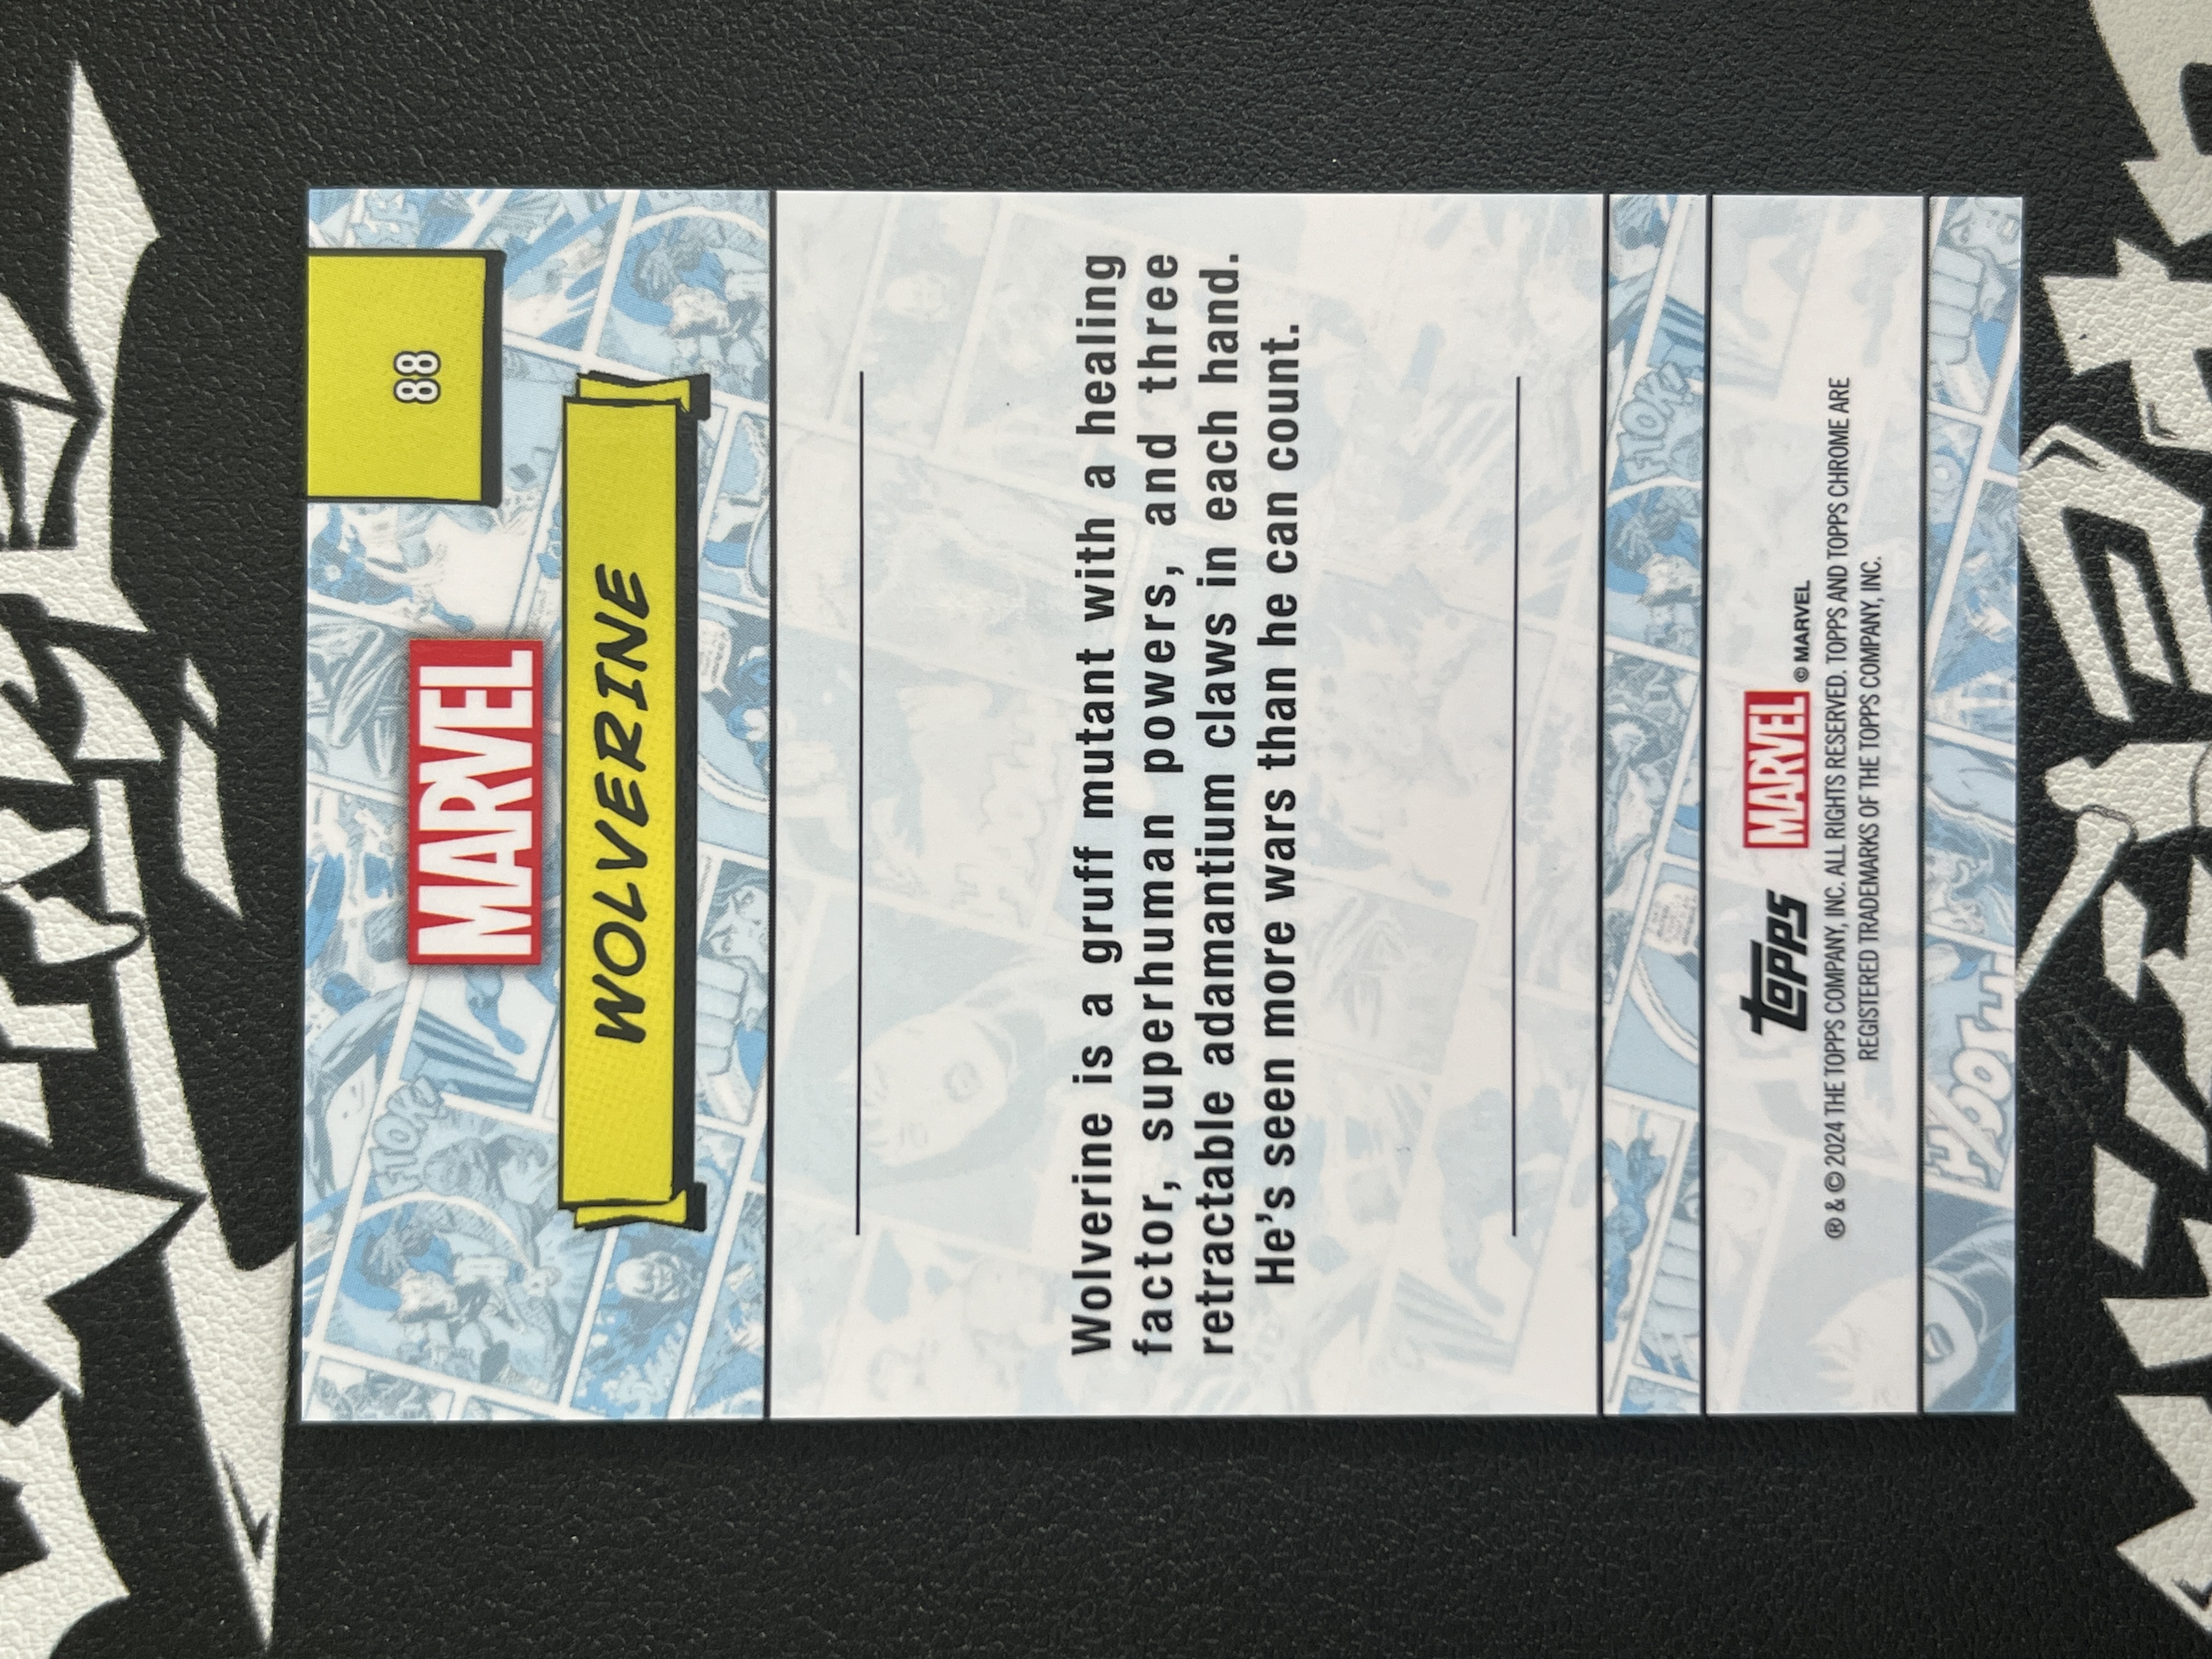 88
MARVEL
WOLVERINE
Wolverine is a gruff mutant with a healing
factor, superhuman powers, and three
retractable adamantium claws in each hand.
He's seen more wars than he can count.
topps MARVEL © MARVEL
® & © 2024 THE TOPPS COMPANY, INC. ALL RIGHTS RESERVED. TOPPS AND TOPPS CHROME ARE
REGISTERED TRADEMARKS OF THE TOPPS COMPANY, INC.
FTOK!
FTOK!